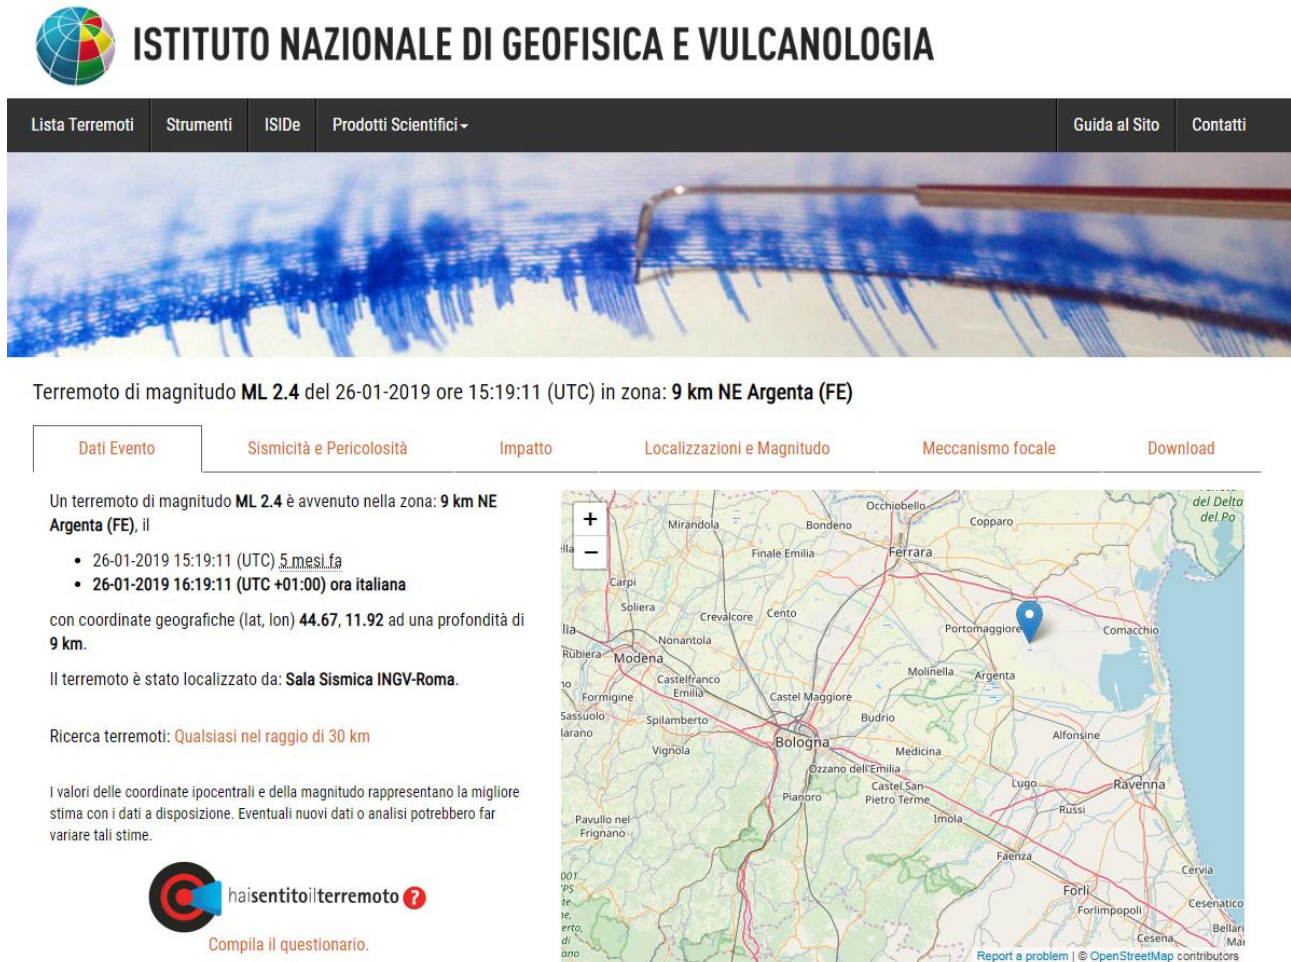 ISTITUTO NAZIONALE DI GEOFISICA E VULCANOLOGIA
Lista Terremoti
Strumenti
ISIDe
Prodotti Scientifici
Guida al Sito
Contatti
Terremoto di magnitudo ML 2.4 del 26-01-2019 ore 15:19:11 (UTC) in zona: 9 km NE Argenta (FE)
Dati Evento
Sismicità e Pericolosità
Impatto
Localizzazioni e Magnitudo
Meccanismo focale
Download
Un terremoto di magnitudo ML 2.4 è avvenuto nella zona: 9 km NE
Argenta (FE), il
• 26-01-2019 15:19:11 (UTC) 5 mesi fa
• 26-01-2019 16:19:11 (UTC +01:00) ora italiana
con coordinate geografiche (lat, lon) 44.67, 11.92 ad una profondità di
9 km.
Il terremoto è stato localizzato da: Sala Sismica INGV-Roma.
Ricerca terremoti: Qualsiasi nel raggio di 30 km
I valori delle coordinate ipocentrali e della magnitudo rappresentano la migliore
stima con i dati a disposizione. Eventuali nuovi dati o analisi potrebbero far
variare tali stime.
haisentitoilterremoto ?
Compila il questionario.
+
−
del Delta
del Po
Occhiobello
Mirandola
Bondeno
Copparo
Finale Emilia
Ferrara
Carpi
Soliera
Crevalcore
Cento
Portomaggiore
Comacchio
Nonantola
Rubiera
Modena
Molinella
Argenta
Castelfranco
Emilia
Formigine
Castel Maggiore
Sassuolo
Spilamberto
Budrio
Alfonsine
Bologna
Vignola
Medicina
Ozzano dell'Emilia
Castel San
Pietro Terme
Pianoro
Lugo
Ravenna
Russi
Imola
Pavullo nel
Frignano
Faenza
Cervia
Forlì
Forlimpopoli
Cesenatico
Cesena
Report a problem | © OpenStreetMap contributors